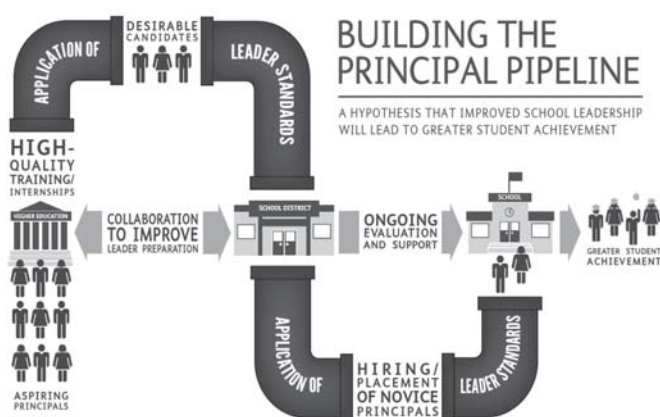 BUILDING THE
PRINCIPAL PIPELINE
A HYPOTHESIS THAT IMPROVED SCHOOL LEADERSHIP
WILL LEAD TO GREATER STUDENT ACHIEVEMENT
DESIRABLE
CANDIDATES
APPLICATION OF
LEADER STANDARDS
HIGH-
QUALITY
TRAINING/
INTERNSHIPS
HIGHER EDUCATION
ASPIRING
PRINCIPALS
COLLABORATION
TO IMPROVE
LEADER PREPARATION
SCHOOL DISTRICT
ONGOING
EVALUATION
AND SUPPORT
SCHOOL
GREATER STUDENT
ACHIEVEMENT
APPLICATION OF
HIRING/
PLACEMENT
OF NOVICE
PRINCIPALS
LEADER STANDARDS